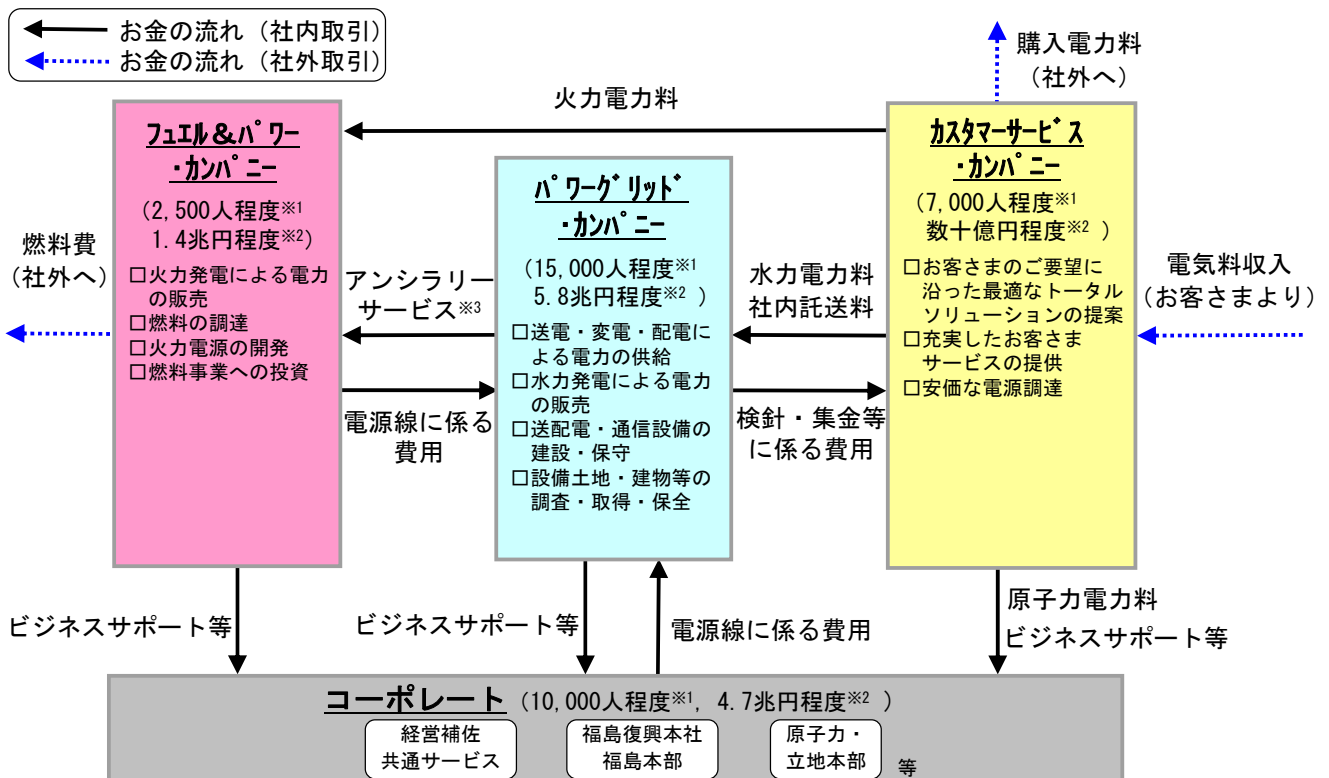 お金の流れ（社内取引）
お金の流れ（社外取引）
購入電力料
（社外へ）
火力電力料
フュエル＆パワー
・カンパニー
（2,500人程度※1
1.4兆円程度※2）
□火力発電による電力
の販売
□燃料の調達
□火力電源の開発
□燃料事業への投資
燃料費
（社外へ）
アンシラリー
サービス※3
電源線に係る
費用
パワーグリッド
・カンパニー
（15,000人程度※1
5.8兆円程度※2 ）
□送電・変電・配電に
よる電力の供給
□水力発電による電力
の販売
□送配電・通信設備の
建設・保守
□設備土地・建物等の
調査・取得・保全
水力電力料
社内託送料
検針・集金等
に係る費用
カスタマーサービス
・カンパニー
（7,000人程度※1
数十億円程度※2 ）
□お客さまのご要望に
沿った最適なトータル
ソリューションの提案
□充実したお客さま
サービスの提供
□安価な電源調達
電気料収入
（お客さまより）
ビジネスサポート等
ビジネスサポート等
電源線に係る費用
原子力電力料
ビジネスサポート等
コーポレート（10,000人程度※1, 4.7兆円程度※2 ）
経営補佐
共通サービス
福島復興本社
福島本部
原子力・
立地本部
等